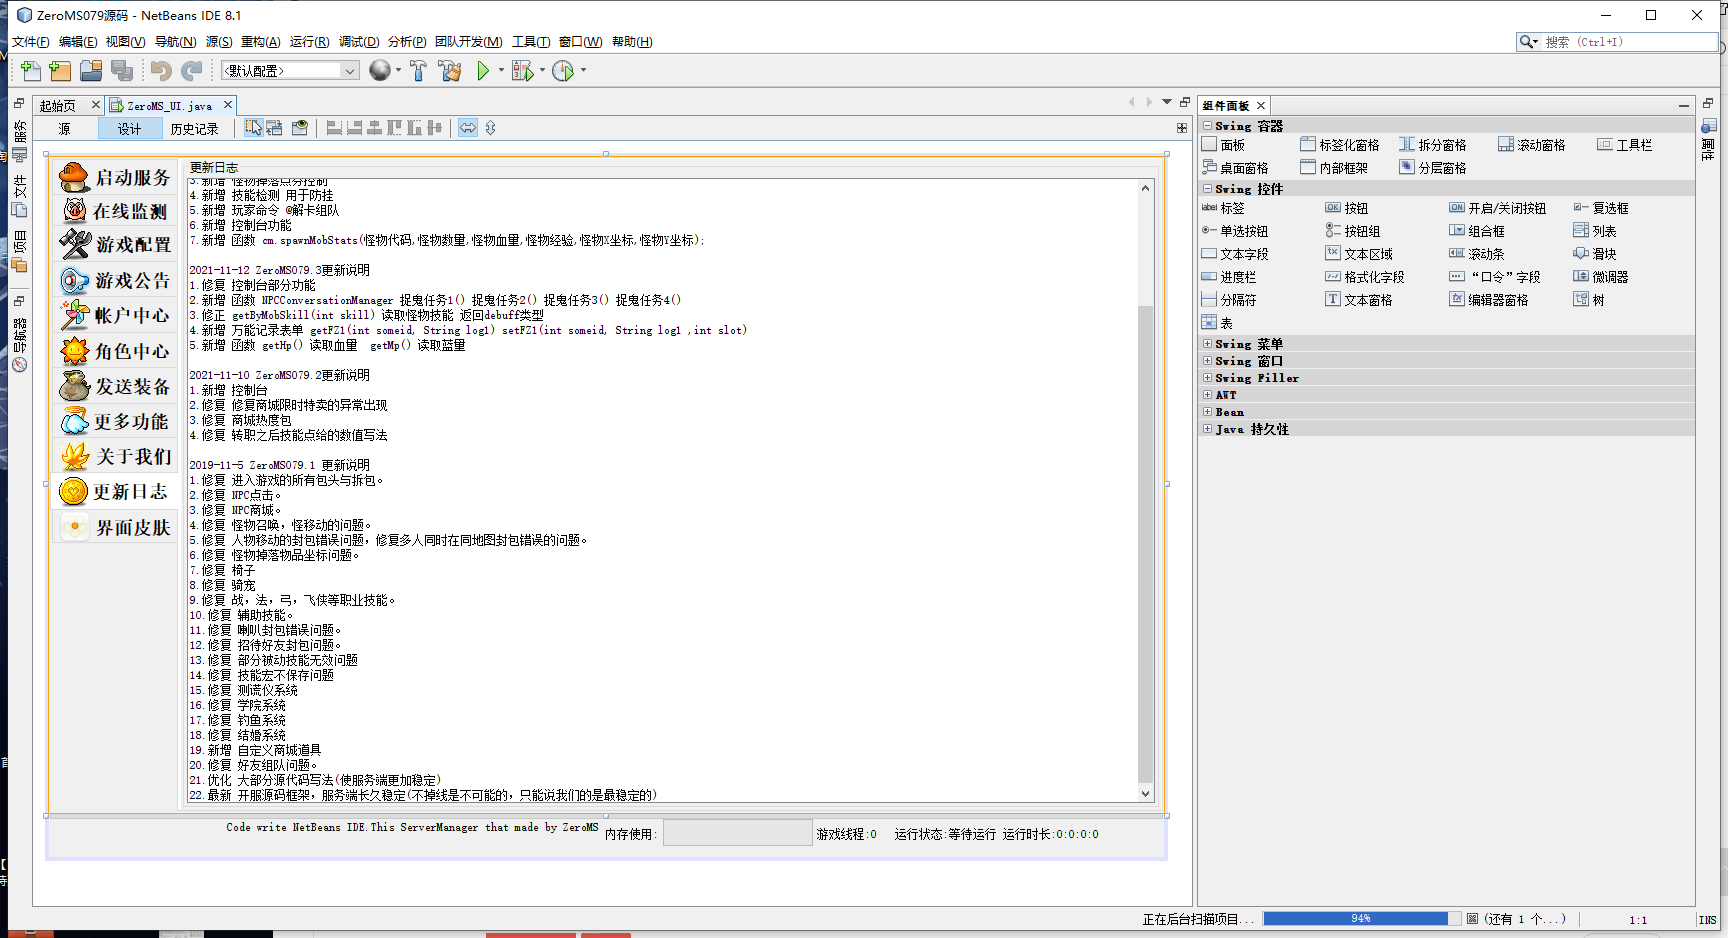 ZeroMS079源码 - NetBeans IDE 8.1
文件(F) 编辑(E) 视图(V) 导航(N) 源(S) 重构(A) 运行(R) 调试(D) 分析(P) 团队开发(M) 工具(T) 窗口(W) 帮助(H)
搜索 (Ctrl+I)
<默认配置>
起始页
ZeroMS_UI.java
源 设计 历史记录
服务
文件
项目
导航器
启动服务
在线监测
游戏配置
游戏公告
帐户中心
角色中心
发送装备
更多功能
关于我们
更新日志
界面皮肤
更新日志
3.新增 怪物掉落点券控制
4.新增 技能检测 用于防挂
5.新增 玩家命令 @解卡组队
6.新增 控制台功能
7.新增 函数 cm.spawnMobStats(怪物代码,怪物数量,怪物血量,怪物经验,怪物X坐标,怪物Y坐标);
2021-11-12 ZeroMS079.3更新说明
1.修复 控制台部分功能
2.新增 函数 NPCConversationManager 捉鬼任务1() 捉鬼任务2() 捉鬼任务3() 捉鬼任务4()
3.修正 getByMobSkill(int skill) 读取怪物技能 返回debuff类型
4.新增 万能记录表单 getFZ1(int someid, String log1) setFZ1(int someid, String log1 ,int slot)
5.新增 函数 getHp() 读取血量  getMp() 读取蓝量
2021-11-10 ZeroMS079.2更新说明
1.新增 控制台
2.修复 修复商城限时特卖的异常出现
3.修复 商城热度包
4.修复 转职之后技能点给的数值写法
2019-11-5 ZeroMS079.1 更新说明
1.修复 进入游戏的所有包头与拆包。
2.修复 NPC点击。
3.修复 NPC商城。
4.修复 怪物召唤，怪移动的问题。
5.修复 人物移动的封包错误问题，修复多人同时在同地图封包错误的问题。
6.修复 怪物掉落物品坐标问题。
7.修复 椅子
8.修复 骑宠
9.修复 战，法，弓，飞侠等职业技能。
10.修复 辅助技能。
11.修复 喇叭封包错误问题。
12.修复 招待好友封包问题。
13.修复 部分被动技能无效问题
14.修复 技能宏不保存问题
15.修复 测谎仪系统
16.修复 学院系统
17.修复 钓鱼系统
18.修复 结婚系统
19.新增 自定义商城道具
20.修复 好友组队问题。
21.优化 大部分源代码写法(使服务端更加稳定)
22.最新 开服源码框架，服务端长久稳定(不掉线是不可能的，只能说我们的是最稳定的)
Code write NetBeans IDE.This ServerManager that made by ZeroMS 内存使用: 游戏线程:0 运行状态:等待运行 运行时长:0:0:0:0
组件面板
Swing 容器
面板 标签化窗格 拆分窗格 滚动窗格 工具栏
桌面窗格 内部框架 分层窗格
Swing 控件
标签 按钮 开启/关闭按钮 复选框
单选按钮 按钮组 组合框 列表
文本字段 文本区域 滚动条 滑块
进度栏 格式化字段 “口令”字段 微调器
分隔符 文本窗格 编辑器窗格 树
表
Swing 菜单
Swing 窗口
Swing Filler
AWT
Bean
Java 持久性
属性
正在后台扫描项目... 94% (还有 1 个...) 1:1 INS